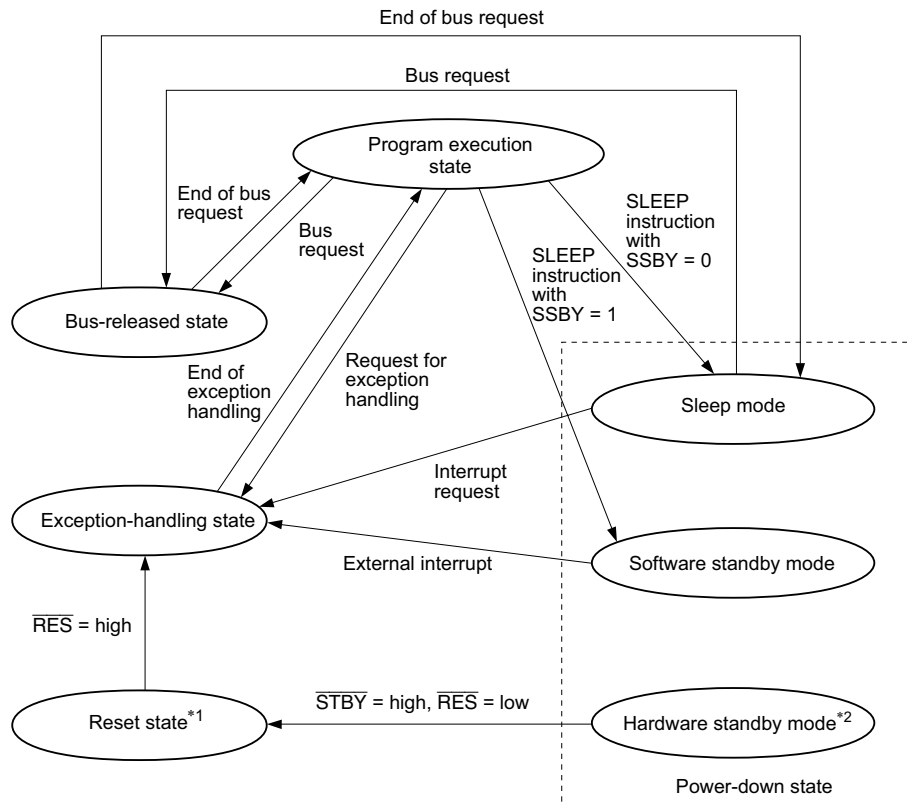 End of bus request
Bus request
Program execution
state
End of bus
request
Bus
request
SLEEP
instruction
with
SSBY = 0
SLEEP
instruction
with
SSBY = 1
Bus-released state
End of
exception
handling
Request for
exception
handling
Sleep mode
Interrupt
request
Exception-handling state
External interrupt
Software standby mode
R̅E̅S̅ = high
S̅T̅B̅Y̅ = high, R̅E̅S̅ = low
Reset state*1
Hardware standby mode*2
Power-down state